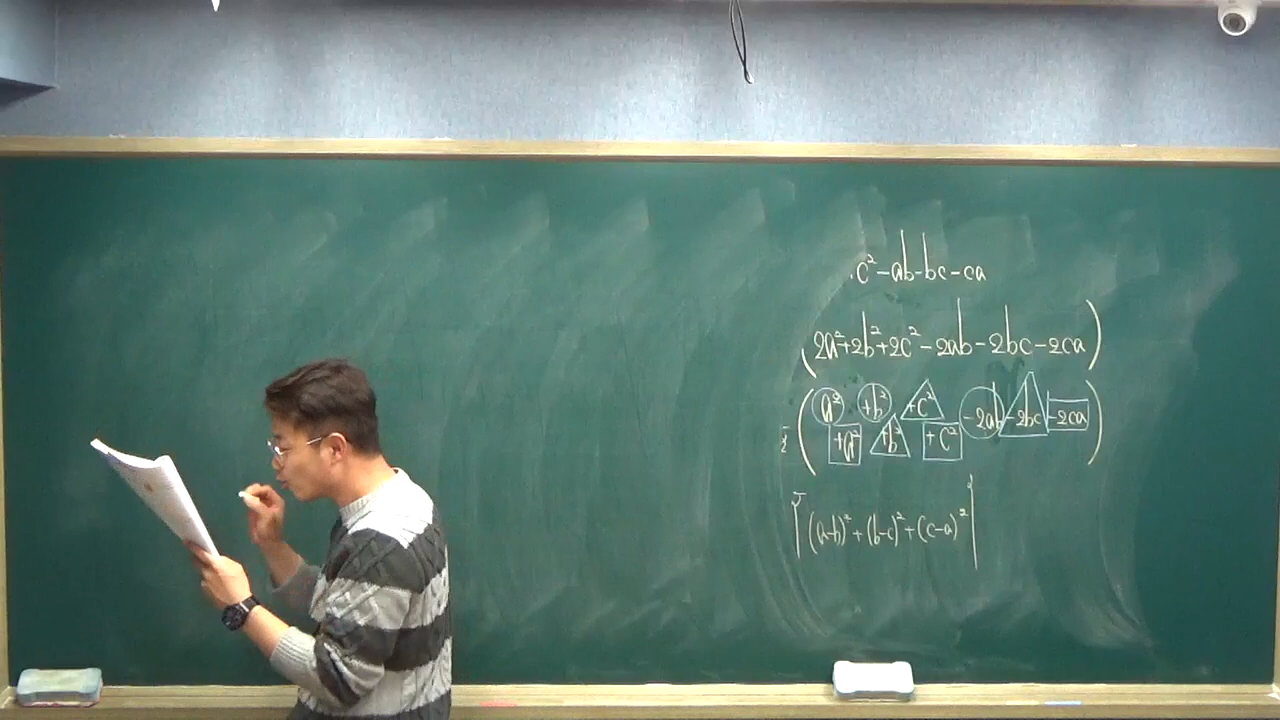 c² - ab - bc - ca
(2a² + 2b² + 2c² - 2ab - 2bc - 2ca)
(a² + b² + c² - 2ab - 2bc - 2ca)
+a² +b² +c²
(a-b)² + (b-c)² + (c-a)²